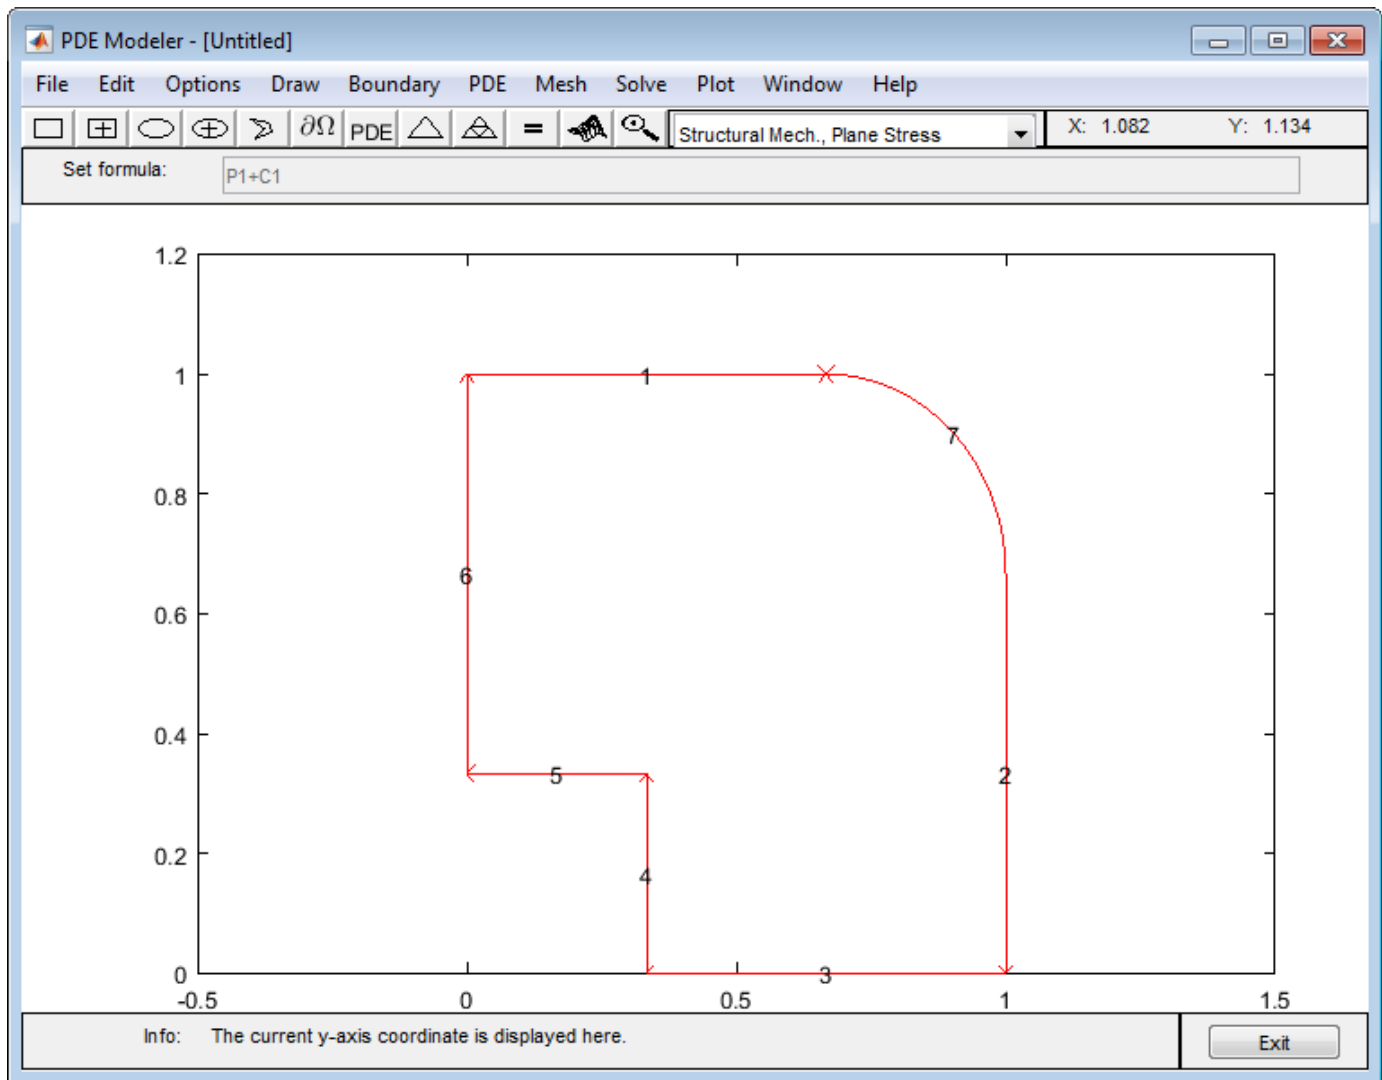 PDE Modeler - [Untitled]
File Edit Options Draw Boundary PDE Mesh Solve Plot Window Help
∂Ω PDE = Structural Mech., Plane Stress X: 1.082 Y: 1.134
Set formula: P1+C1
1.2
1
1
7
0.8
6
0.6
0.4
5
2
0.2
4
0
3
-0.5 0 0.5 1 1.5
Info: The current y-axis coordinate is displayed here. Exit